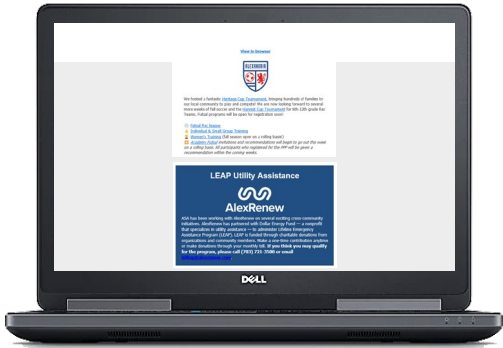 View in browser
ALEXANDRIA
We hosted a fantastic Heritage Cup Tournament, bringing hundreds of families to
our local community to play and compete! We are now looking forward to several
more weeks of fall soccer and the Harvest Cup Tournament for 8th-12th grade Rec
Teams. Futsal programs will be open for registration soon!
Futsal Rec Season
Individual & Small Group Training
Women's Training (fall season open on a rolling basis!)
Academy Futsal invitations and recommendations will begin to go out this week
on a rolling basis. All participants who registered for the PPP will be given a
recommendation within the coming weeks.
LEAP Utility Assistance
AlexRenew
ASA has been working with AlexRenew on several exciting cross-community
initiatives. AlexRenew has partnered with Dollar Energy Fund — a nonprofit
that specializes in utility assistance — to administer Lifeline Emergency
Assistance Program (LEAP). LEAP is funded through charitable donations from
organizations and community members. Make a one-time contribution anytime
or make donations through your monthly bill. If you think you may qualify
for the program, please call (703) 721-3500 or email
DELL